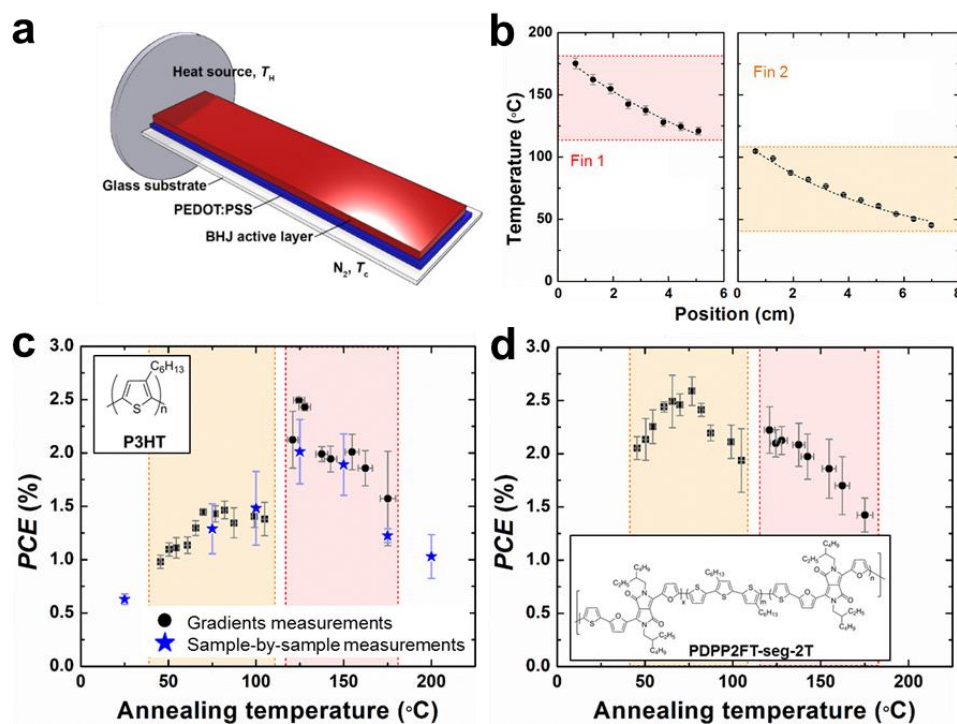 a
Heat source, T_H
Glass substrate
PEDOT:PSS
BHJ active layer
N₂, T_c
b
Temperature (◦C)
200
150
100
50
0
Fin 1
Fin 2
0 2 4 6
0 2 4 6 8
Position (cm)
c
PCE (%)
3.0
2.5
2.0
1.5
1.0
0.5
0.0
C₆H₁₃
S
n
P3HT
Gradients measurements
Sample-by-sample measurements
0 50 100 150 200
Annealing temperature (◦C)
d
PCE (%)
3.0
2.5
2.0
1.5
1.0
0.5
0.0
PDPP2FT-seg-2T
0 50 100 150 200
Annealing temperature (◦C)